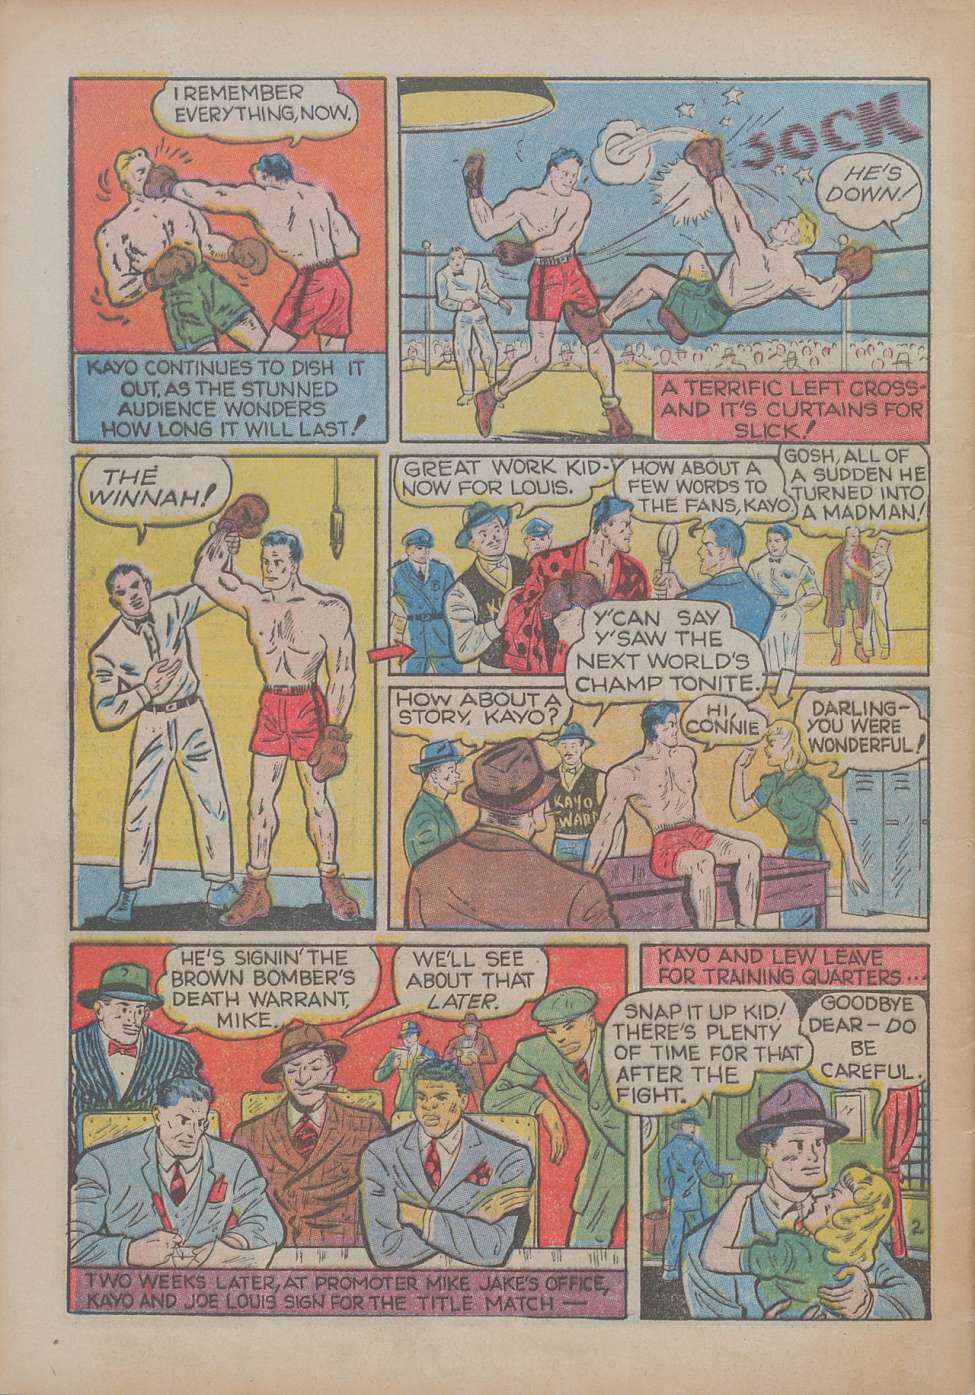 I REMEMBER
EVERYTHING, NOW.
KAYO CONTINUES TO DISH IT
OUT, AS THE STUNNED
AUDIENCE WONDERS
HOW LONG IT WILL LAST!
SOCK
HE'S
DOWN!
A TERRIFIC LEFT CROSS-
AND IT'S CURTAINS FOR
SLICK!
THE
WINNAH!
GREAT WORK KID-
NOW FOR LOUIS.
HOW ABOUT A
FEW WORDS TO
THE FANS, KAYO
GOSH, ALL OF
A SUDDEN HE
TURNED INTO
A MADMAN!
K
Y'CAN SAY
Y'SAW THE
NEXT WORLD'S
CHAMP TONITE.
HOW ABOUT A
STORY, KAYO?
HI,
CONNIE
DARLING-
YOU WERE
WONDERFUL!
KAYO
WARD
HE'S SIGNIN' THE
BROWN BOMBER'S
DEATH WARRANT,
MIKE...
WE'LL SEE
ABOUT THAT
LATER.
TWO WEEKS LATER, AT PROMOTER MIKE JAKE'S OFFICE,
KAYO AND JOE LOUIS SIGN FOR THE TITLE MATCH —
KAYO AND LEW LEAVE
FOR TRAINING QUARTERS...
SNAP IT UP KID!
THERE'S PLENTY
OF TIME FOR THAT
AFTER THE
FIGHT.
GOODBYE
DEAR-DO
BE
CAREFUL.
2